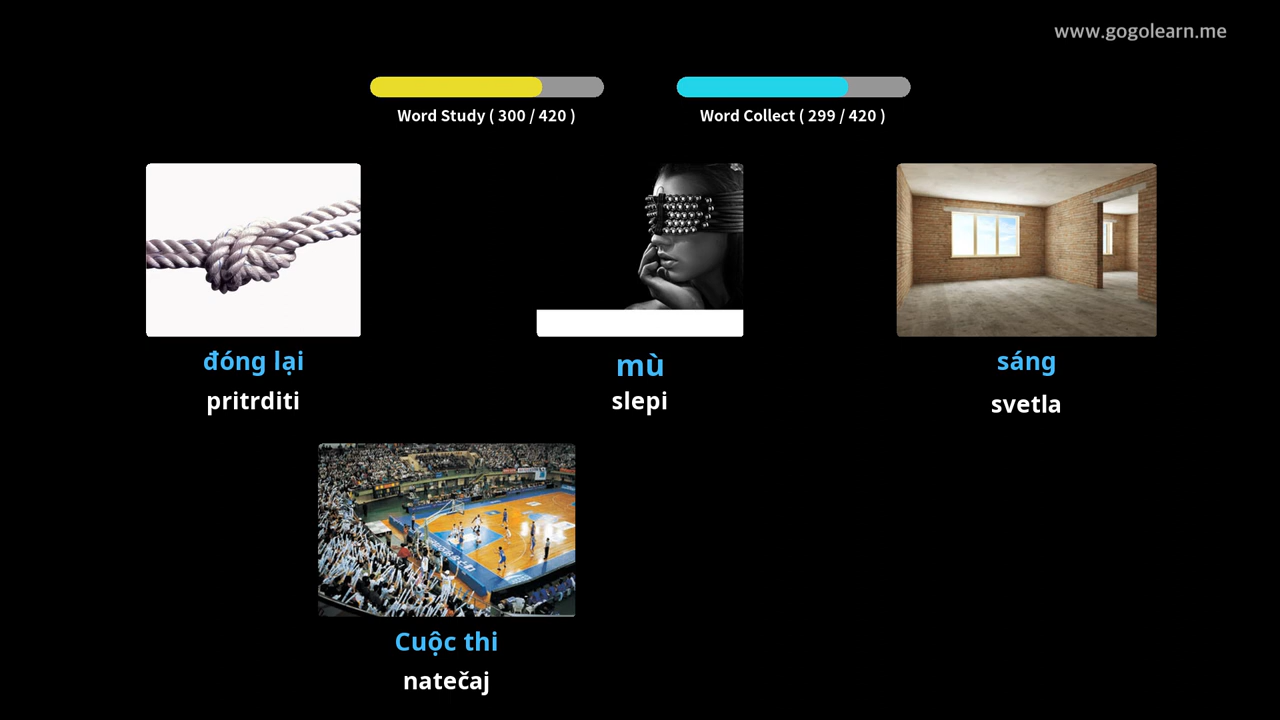 www.gogolearn.me
Word Study ( 300 / 420 )
Word Collect ( 299 / 420 )
đóng lại
pritrditi
mù
slepi
sáng
svetla
Cuộc thi
natečaj